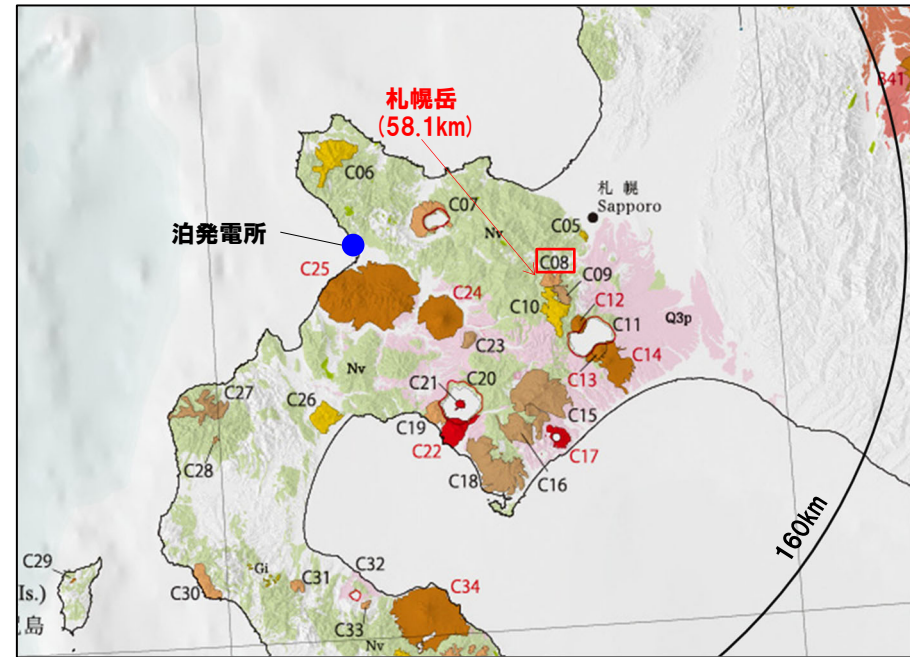 B41
札幌岳
(58.1km)
C06
札 幌
Sapporo
C07
C05
泊発電所
Nv
C25
C08
C09
C24
C10
C12
C11
Q3p
C23
C14
Nv
C13
C21
C20
C27
C26
C15
C19
C22
C17
C28
C18
C16
160km
C29
C32
Gi
C31
C34
Is.)
C30
島
C33
Nv